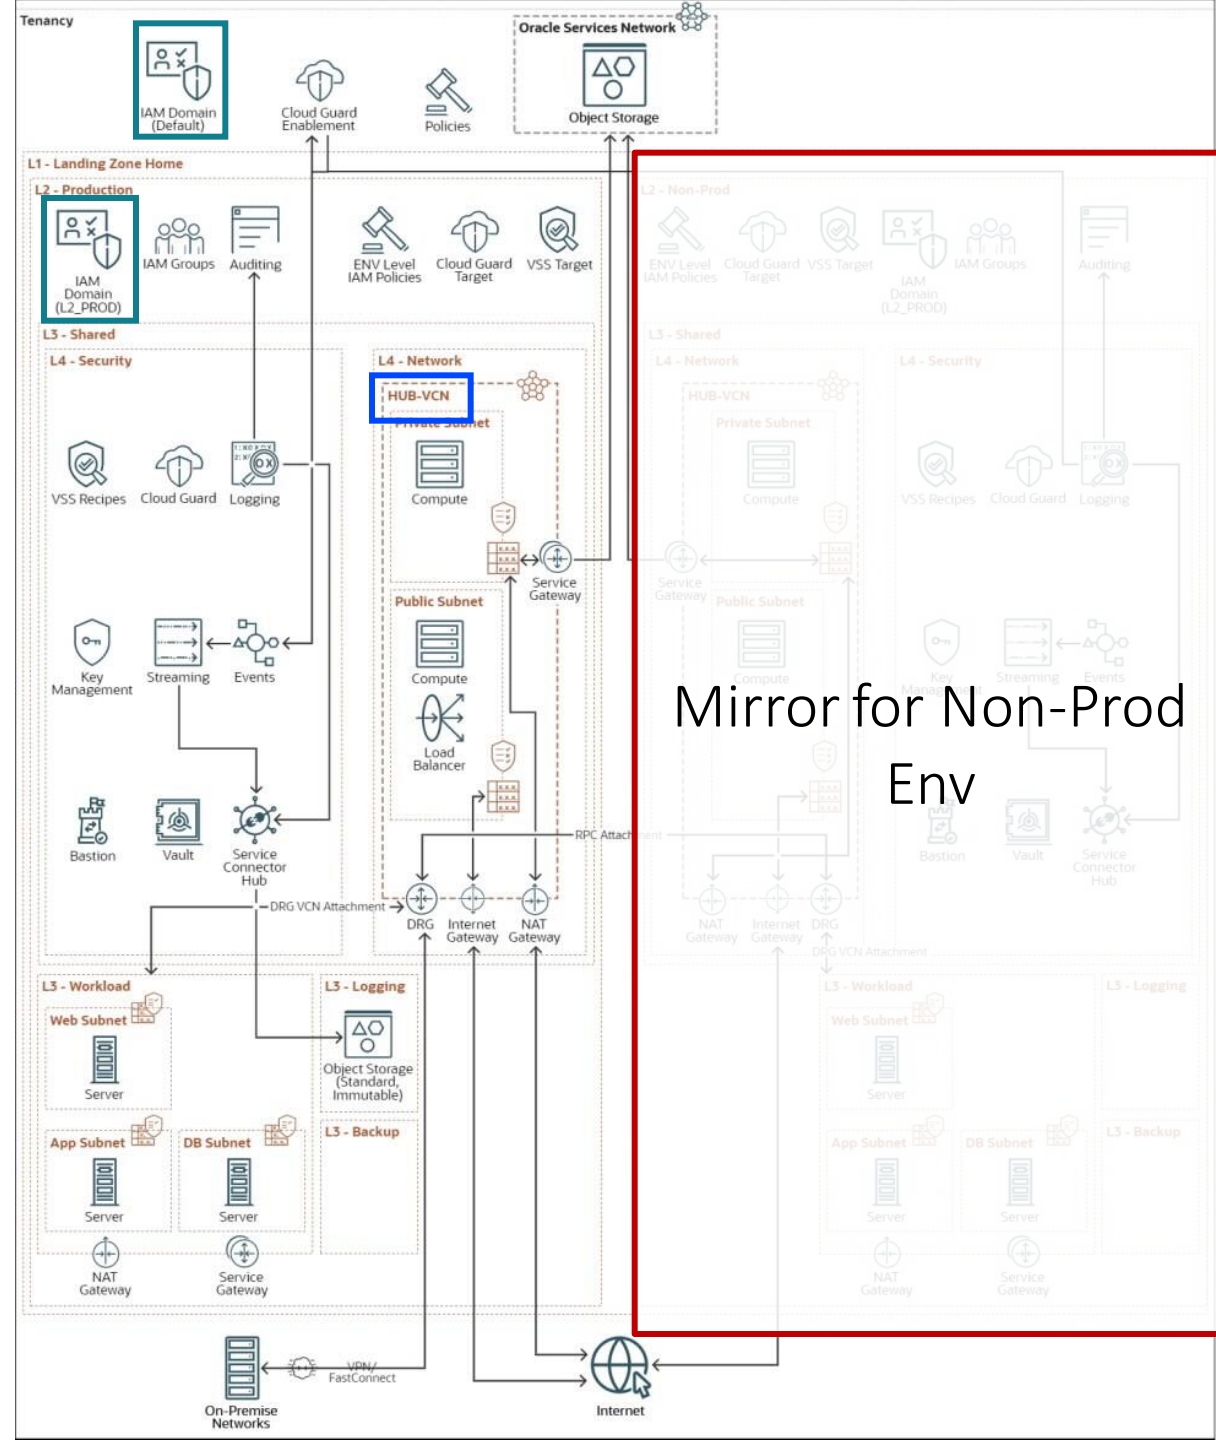 Tenancy
Oracle Services Network
Object Storage
IAM Domain
(Default)
Cloud Guard
Enablement
Policies
L1 - Landing Zone Home
L2 - Production
IAM
Domain
(L2_PROD)
IAM Groups
Auditing
ENV Level
IAM Policies
Cloud Guard
Target
VSS Target
L3 - Shared
L4 - Security
VSS Recipes
Cloud Guard
Logging
Key
Management
Streaming
Events
Bastion
Vault
Service
Connector
Hub
L4 - Network
HUB-VCN
Private Subnet
Compute
Service
Gateway
Public Subnet
Compute
Load
Balancer
RPC Attachment
DRG VCN Attachment
DRG
Internet
Gateway
NAT
Gateway
L3 - Workload
Web Subnet
Server
App Subnet
Server
DB Subnet
Server
NAT
Gateway
Service
Gateway
L3 - Logging
Object Storage
(Standard,
Immutable)
L3 - Backup
L2 - Non-Prod
ENV Level
IAM Policies
Cloud Guard
Target
VSS Target
IAM
Domain
(L2_PROD)
IAM Groups
Auditing
L3 - Shared
L4 - Network
HUB-VCN
Private Subnet
Compute
Service
Gateway
Public Subnet
Compute
L4 - Security
VSS Recipes
Cloud Guard
Logging
Key
Management
Streaming
Events
Mirror for Non-Prod
Env
Bastion
Vault
Service
Connector
Hub
NAT
Gateway
Internet
Gateway
DRG
DRG VCN Attachment
L3 - Workload
Web Subnet
Server
App Subnet
Server
DB Subnet
Server
NAT
Gateway
Service
Gateway
L3 - Logging
L3 - Backup
VPN/
FastConnect
On-Premise
Networks
Internet